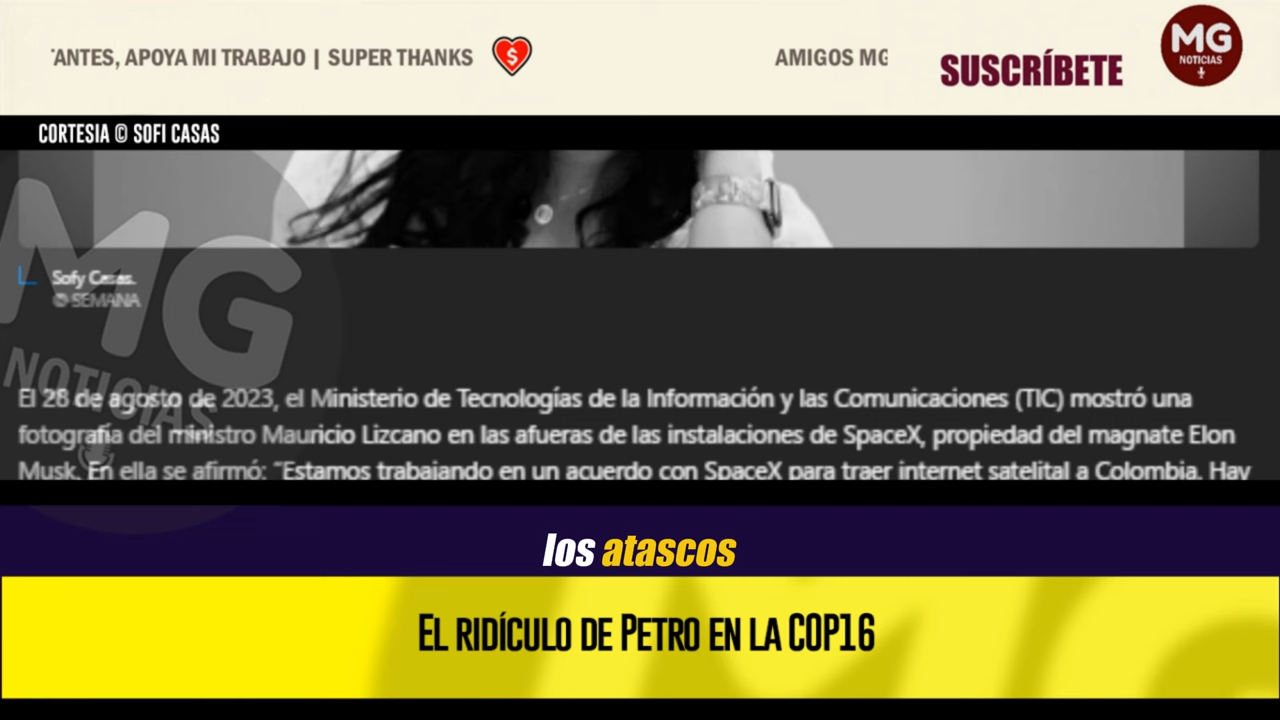 'ANTES, APOYA MI TRABAJO | SUPER THANKS
AMIGOS MG
SUSCRÍBETE
MG
NOTICIAS
CORTESIA © SOFI CASAS
MG
NOTICIAS
Sofy Casas.
© SEMANA
El 28 de agosto de 2023, el Ministerio de Tecnologías de la Información y las Comunicaciones (TIC) mostró una
fotografía del ministro Mauricio Lizcano en las afueras de las instalaciones de SpaceX, propiedad del magnate Elon
Musk. En ella se afirmó: “Estamos trabajando en un acuerdo con SpaceX para traer internet satelital a Colombia. Hay
los atascos
EL RIDÍCULO DE PETRO EN LA COP16